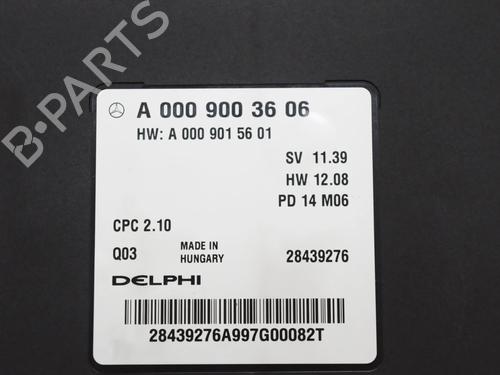 B-PARTS
A 000 900 36 06
HW: A 000 901 56 01
SV 11.39
HW 12.08
PD 14 M06
CPC 2.10
Q03 MADE IN HUNGARY 28439276
DELPHI
28439276A997G00082T